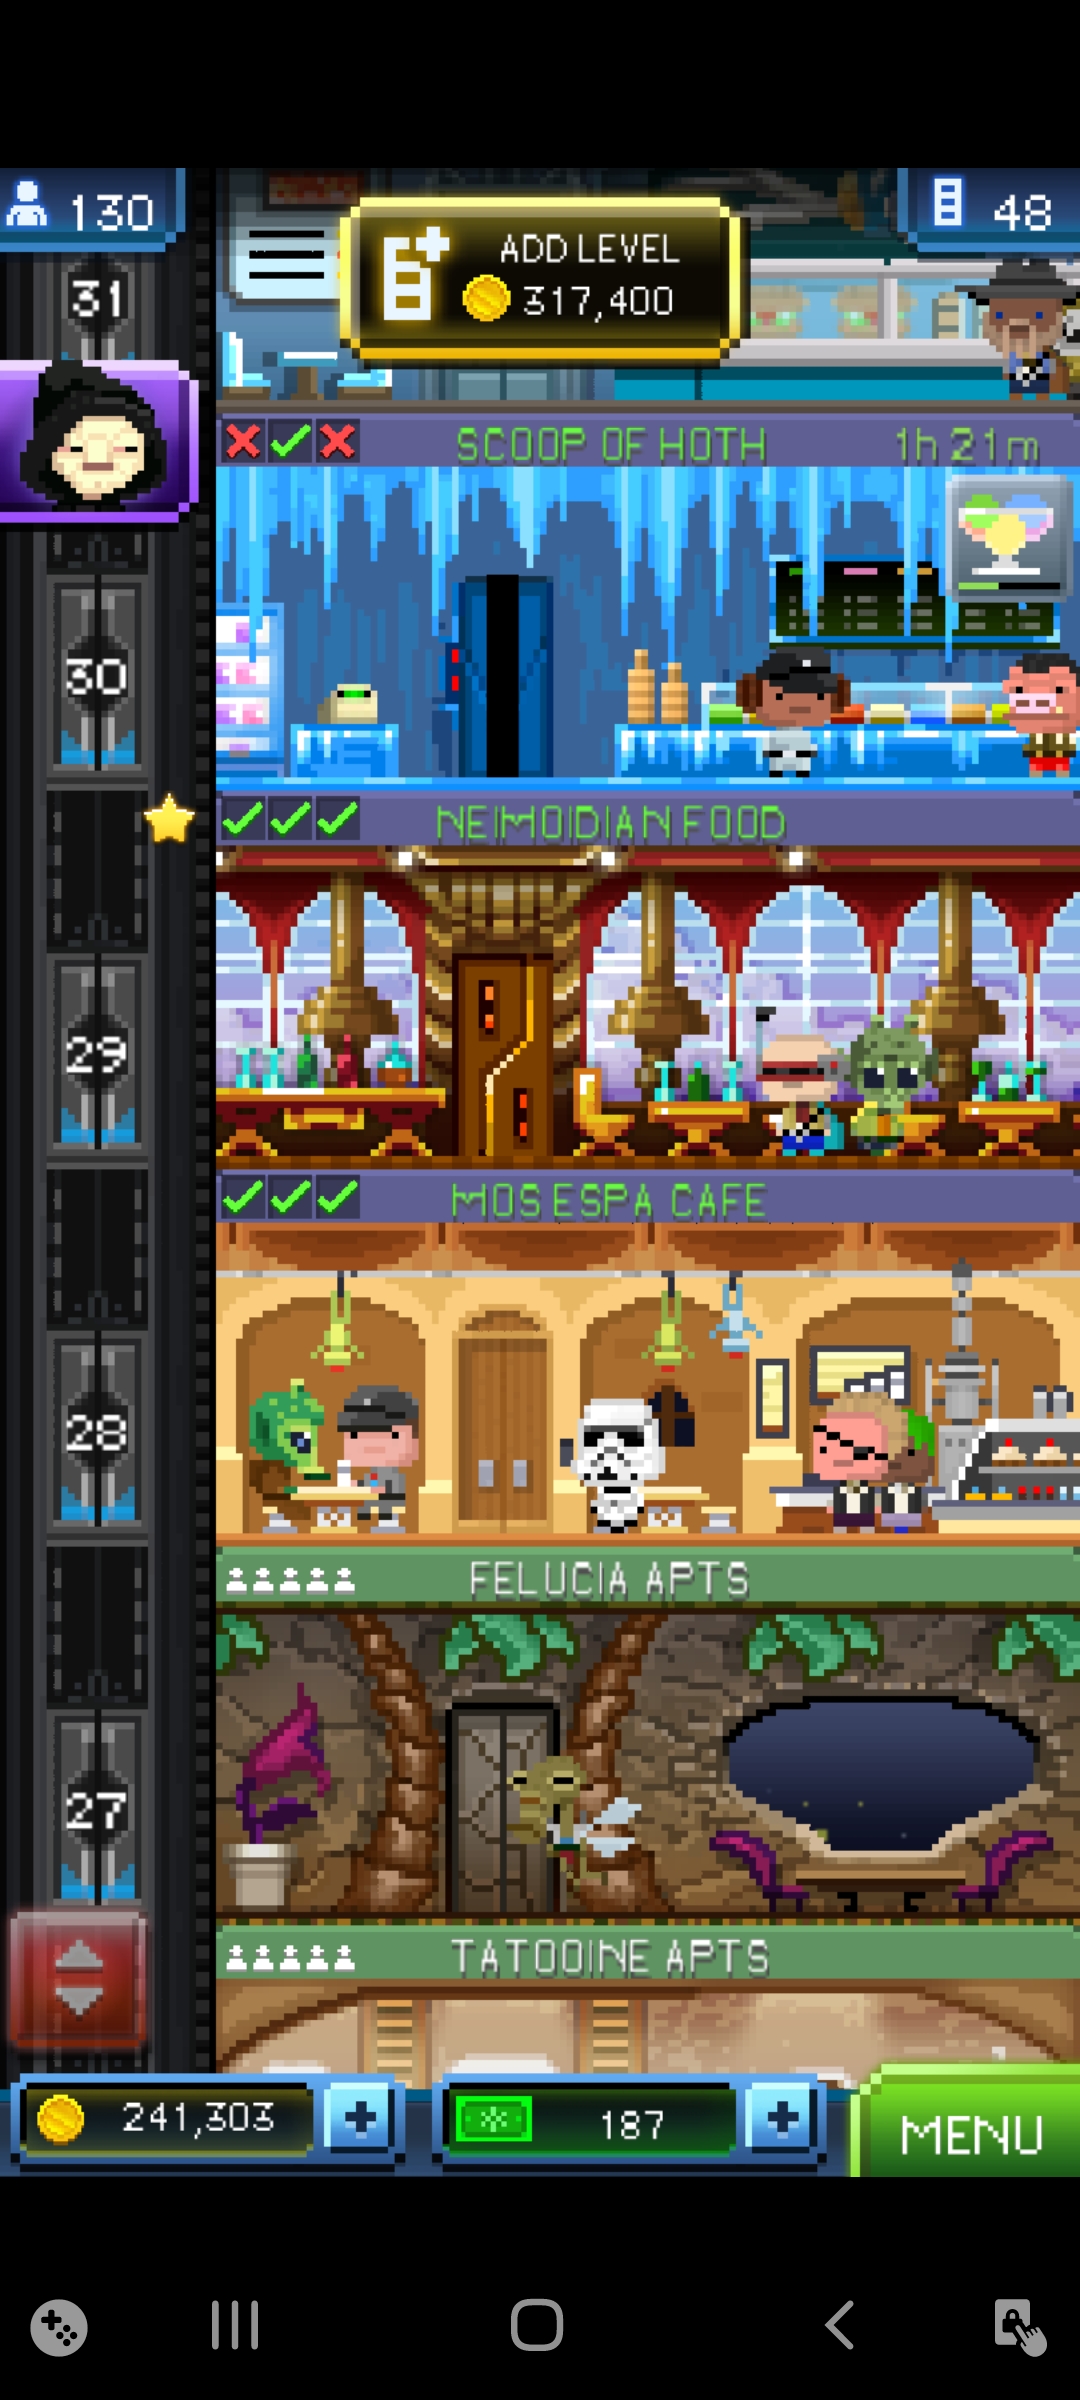 130
ADD LEVEL
317,400
48
31
SCOOP OF HOTH
1h 21m
30
NEIMOIDIAN FOOD
29
MOS ESPA CAFE
28
FELUCIA APTS
27
TATOOINE APTS
241,303
187
MENU